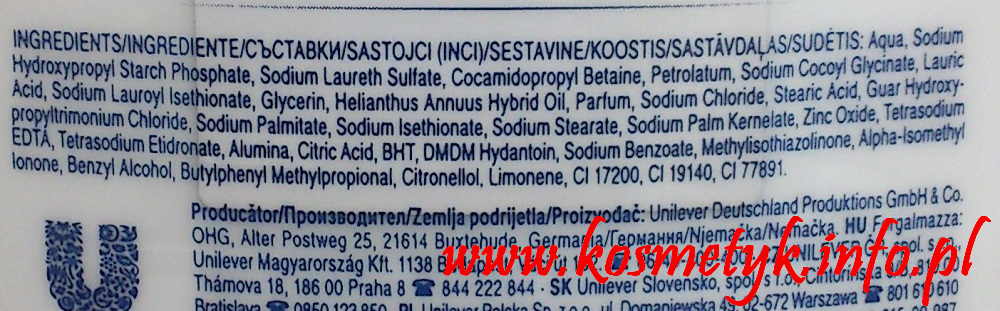 INGREDIENTS/INGREDIENTE/СЪСТАВКИ/SASTOJCI (INCI)/SESTAVINE/KOOSTIS/SASTĀVDAĻAS/SUDĖTIS: Aqua, Sodium
Hydroxypropyl Starch Phosphate, Sodium Laureth Sulfate, Cocamidopropyl Betaine, Petrolatum, Sodium Cocoyl Glycinate, Lauric
Acid, Sodium Lauroyl Isethionate, Glycerin, Helianthus Annuus Hybrid Oil, Parfum, Sodium Chloride, Stearic Acid, Guar Hydroxy-
propyltrimonium Chloride, Sodium Palmitate, Sodium Isethionate, Sodium Stearate, Sodium Palm Kernelate, Zinc Oxide, Tetrasodium
EDTA, Tetrasodium Etidronate, Alumina, Citric Acid, BHT, DMDM Hydantoin, Sodium Benzoate, Methylisothiazolinone, Alpha-Isomethyl
Ionone, Benzyl Alcohol, Butylphenyl Methylpropional, Citronellol, Limonene, CI 17200, CI 19140, CI 77891.
Producător/Производител/Zemlja podrijetla/Proizvođač: Unilever Deutschland Produktions GmbH & Co.
OHG, Alter Postweg 25, 21614 Buxtehude, Germania/Германия/Njemačka/Nemačka. HU Forgalmazza:
Unilever Magyarország Kft. 1138
www.kosmetyk-info.pl
Thámova 18, 186 00 Praha 8 ☎ 844 222 844 · SK Unilever Slovensko, spol. s r.o.,
Bratislava ☎ 0850 123 850 PL Unilever Polska Sp. z o.o. ul. Domaniewska 49, 02-672 Warszawa ☎ 801 610 610